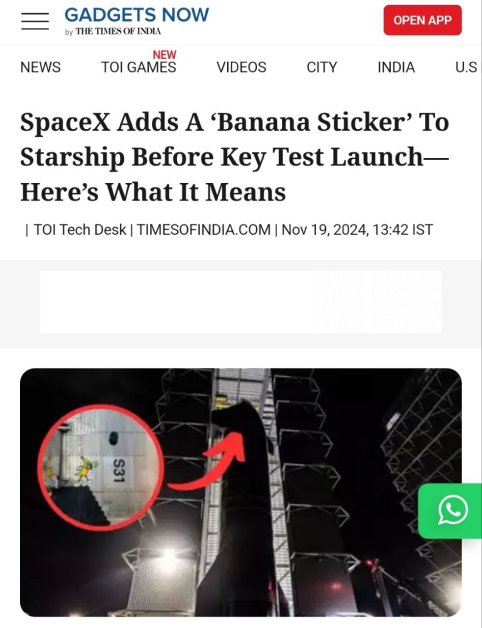 GADGETS NOW
by THE TIMES OF INDIA
OPEN APP
NEW
NEWS TOI GAMES VIDEOS CITY INDIA U.S
SpaceX Adds A ‘Banana Sticker’ To
Starship Before Key Test Launch—
Here’s What It Means
| TOI Tech Desk | TIMESOFINDIA.COM | Nov 19, 2024, 13:42 IST
S31